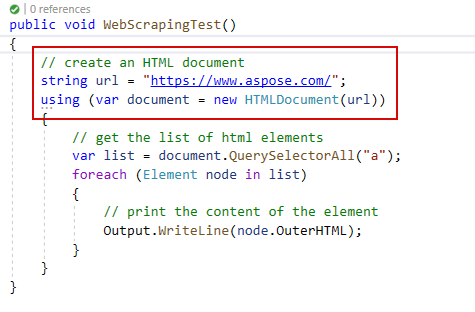 | 0 references
public void WebScrapingTest()
{
// create an HTML document
string url = "https://www.aspose.com/";
using (var document = new HTMLDocument(url))
{
// get the list of html elements
var list = document.QuerySelectorAll("a");
foreach (Element node in list)
{
// print the content of the element
Output.WriteLine(node.OuterHTML);
}
}
}